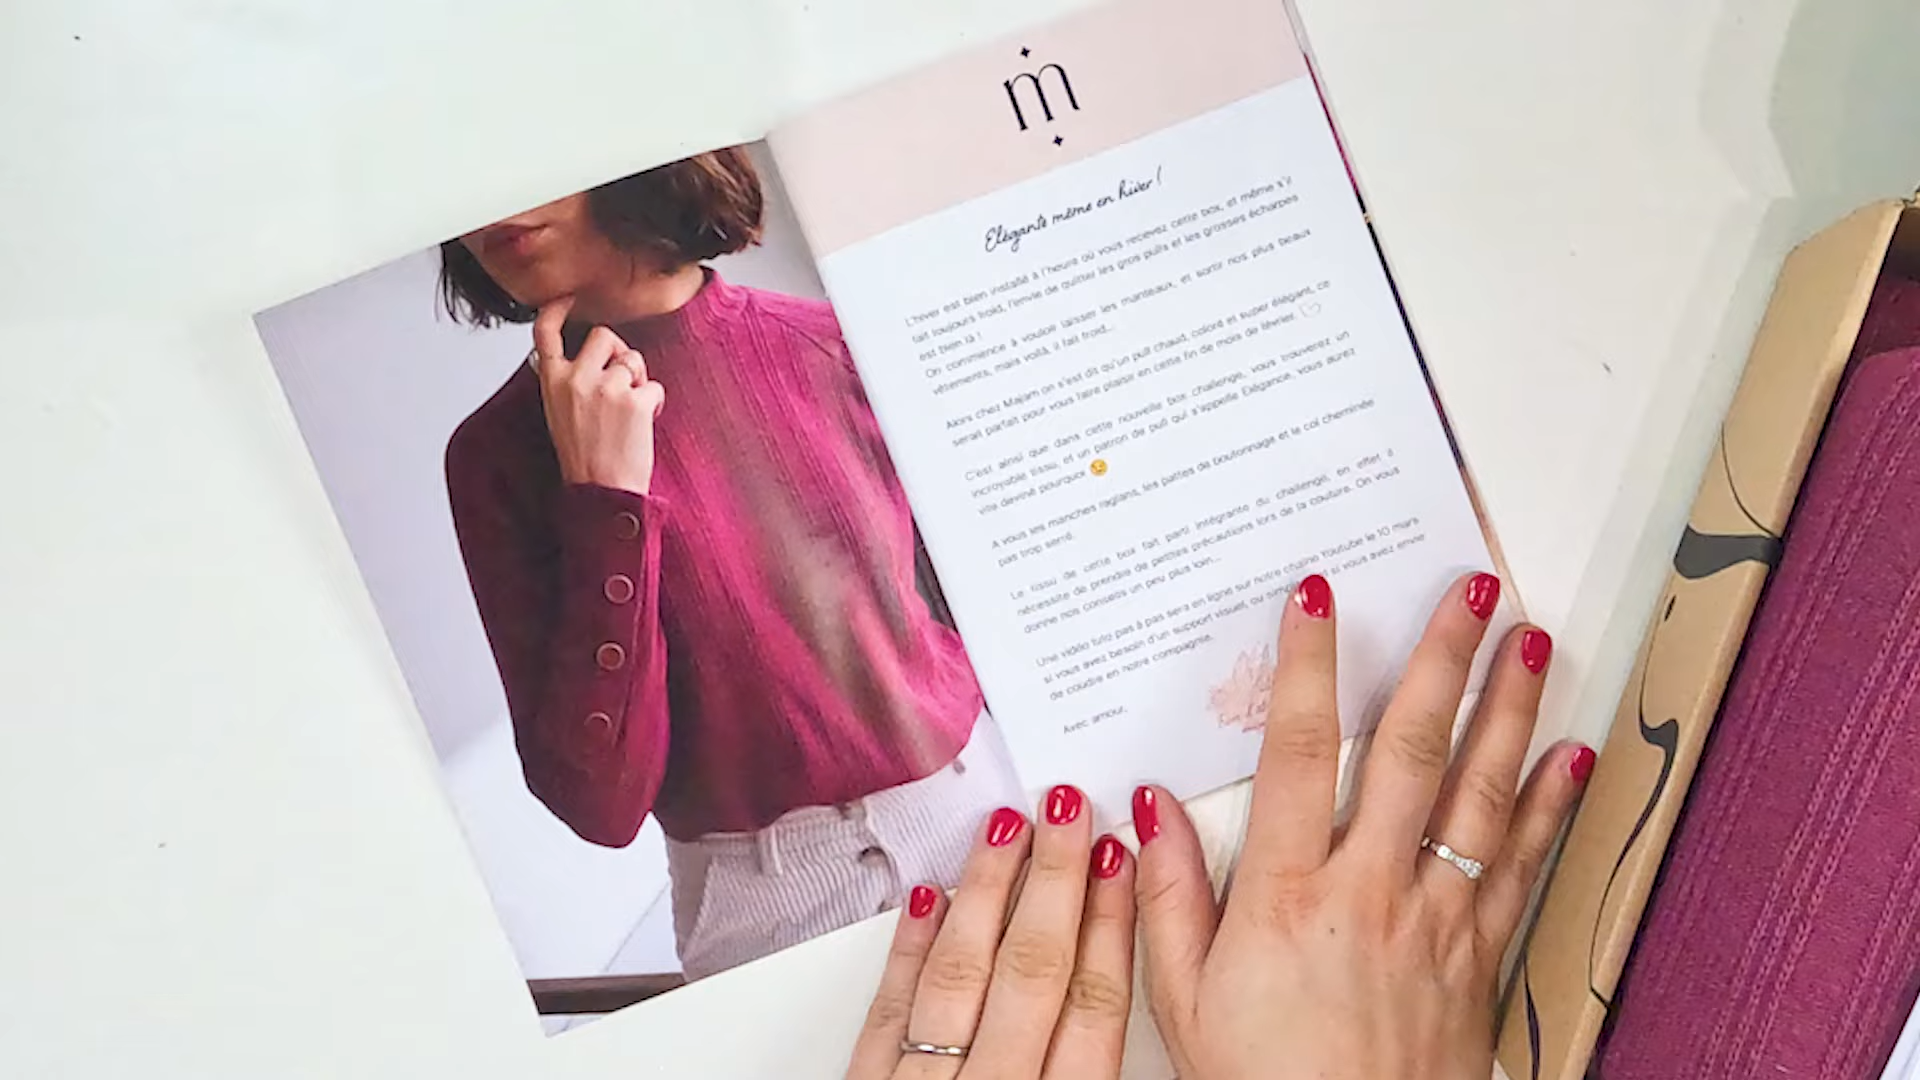 m
Elégante même en hiver !
L'hiver est bien installé à l'heure où vous recevez cette box, et même s'il
fait toujours froid, l'envie de quitter les gros pulls et les grosses écharpes
est bien là !
On commence à vouloir laisser les manteaux, et sortir nos plus beaux
vêtements, mais voilà, il fait froid...
Alors chez Majam on s'est dit qu'un pull chaud, coloré et super élégant, ce
serait parfait pour vous faire plaisir en cette fin de mois de février. ♡
C'est ainsi que dans cette nouvelle box challenge, vous trouverez un
incroyable tissu, et un patron de pull qui s'appelle Elégance, vous aurez
vite deviné pourquoi 😉
A vous les manches raglans, les pattes de boutonnage et le col cheminée
pas trop serré.
Le tissu de cette box fait parti intégrante du challenge, en effet il
nécessite de prendre de petites précautions lors de la couture. On vous
donne nos conseils un peu plus loin...
Une vidéo tuto pas à pas sera en ligne sur notre chaîne Youtube le 10 mars
si vous avez besoin d'un support visuel, ou si vous avez envie
de coudre en notre compagnie.
Avec amour,